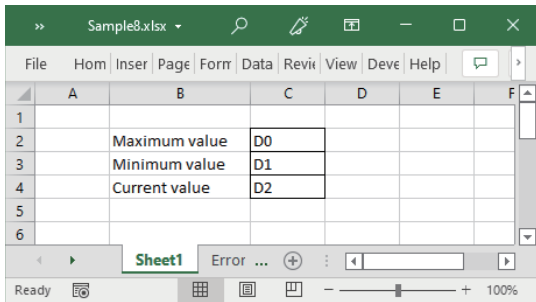 Sample8.xlsx
File Hom Inser Page Form Data Revie View Deve Help
A B C D E F
1
2 Maximum value D0
3 Minimum value D1
4 Current value D2
5
6
Sheet1 Error ...
Ready 100%